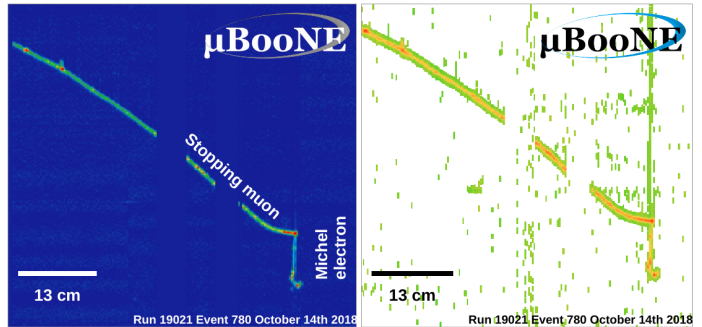 μBooNE
Stopping muon
Michel
electron
13 cm
Run 19021 Event 780 October 14th 2018
μBooNE
13 cm
Run 19021 Event 780 October 14th 2018